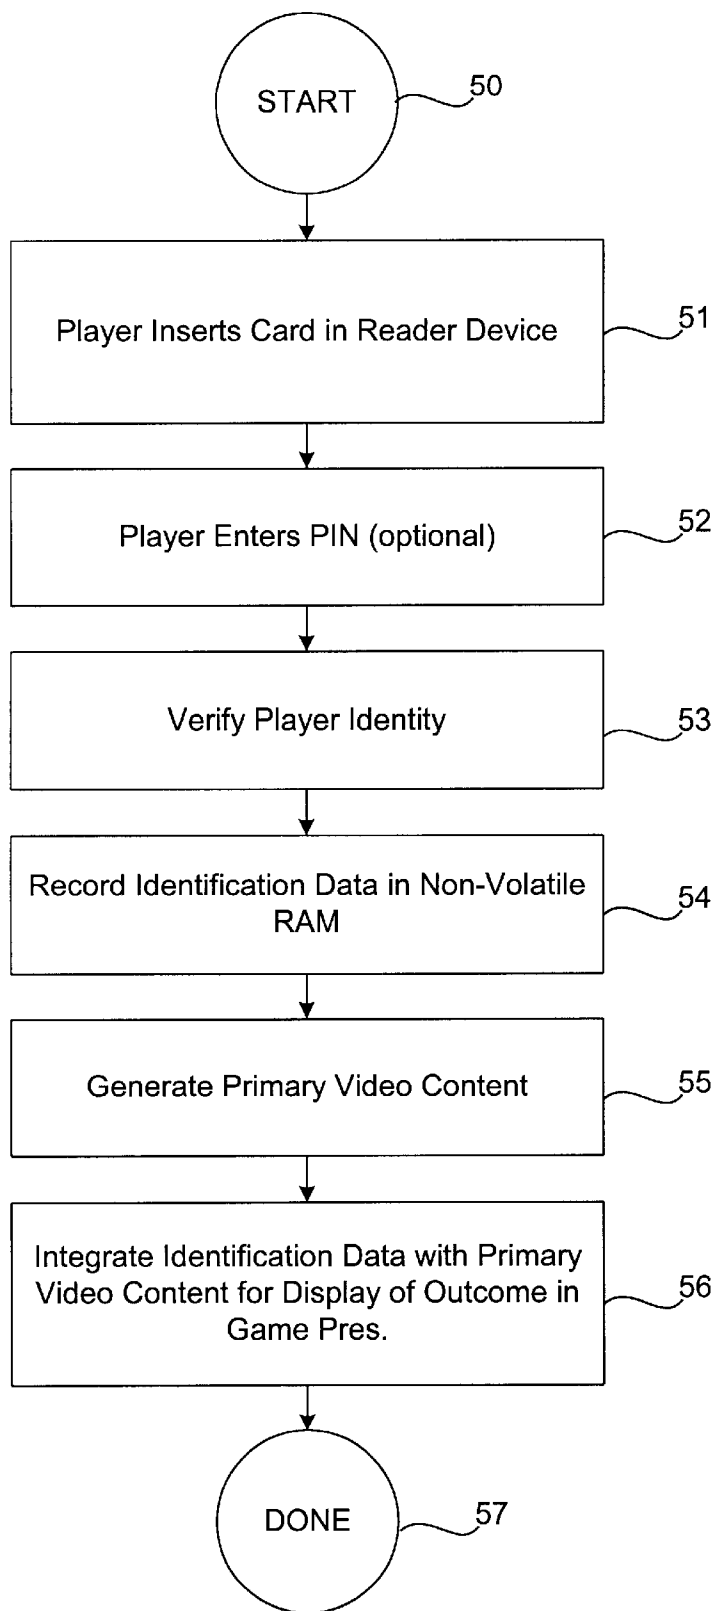 START
50
Player Inserts Card in Reader Device
51
Player Enters PIN (optional)
52
Verify Player Identity
53
Record Identification Data in Non-Volatile
RAM
54
Generate Primary Video Content
55
Integrate Identification Data with Primary
Video Content for Display of Outcome in
Game Pres.
56
DONE
57